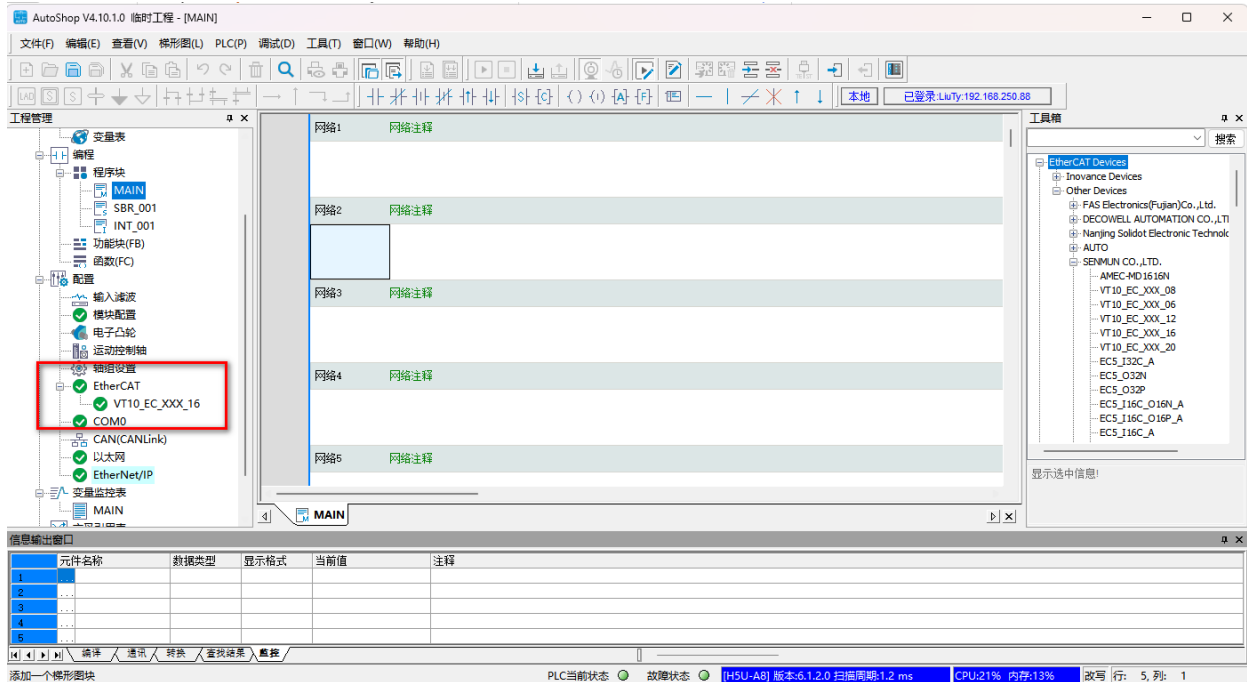 AutoShop V4.10.1.0 临时工程 - [MAIN]
文件(F) 编辑(E) 查看(V) 梯形图(L) PLC(P) 调试(D) 工具(T) 窗口(W) 帮助(H)
本地 已登录:LiuTy:192.168.250.88
工程管理
变量表
编程
程序块
MAIN
SBR_001
INT_001
功能块(FB)
函数(FC)
配置
输入滤波
模块配置
电子凸轮
运动控制轴
轴组设置
EtherCAT
VT10_EC_XXX_16
COM0
CAN(CANLink)
以太网
EtherNet/IP
变量监控表
MAIN
网络1 网络注释
网络2 网络注释
网络3 网络注释
网络4 网络注释
网络5 网络注释
MAIN
工具箱
搜索
EtherCAT Devices
Inovance Devices
Other Devices
FAS Electronics(Fujian)Co.,Ltd.
DECOWELL AUTOMATION CO.,LT
Nanjing Solidot Electronic Technolo
AUTO
SENMUN CO.,LTD.
AMEC-MD1616N
VT10_EC_XXX_08
VT10_EC_XXX_06
VT10_EC_XXX_12
VT10_EC_XXX_16
VT10_EC_XXX_20
EC5_I32C_A
EC5_O32N
EC5_O32P
EC5_I16C_O16N_A
EC5_I16C_O16P_A
EC5_I16C_A
显示选中信息!
信息输出窗口
元件名称 数据类型 显示格式 当前值 注释
1 ...
2 ...
3 ...
4 ...
5 ...
编译 通讯 转换 查找结果 监控
添加一个梯形图块 PLC当前状态 故障状态 [H5U-A8] 版本:6.1.2.0 扫描周期:1.2 ms CPU:21% 内存:13% 改写 行: 5, 列: 1